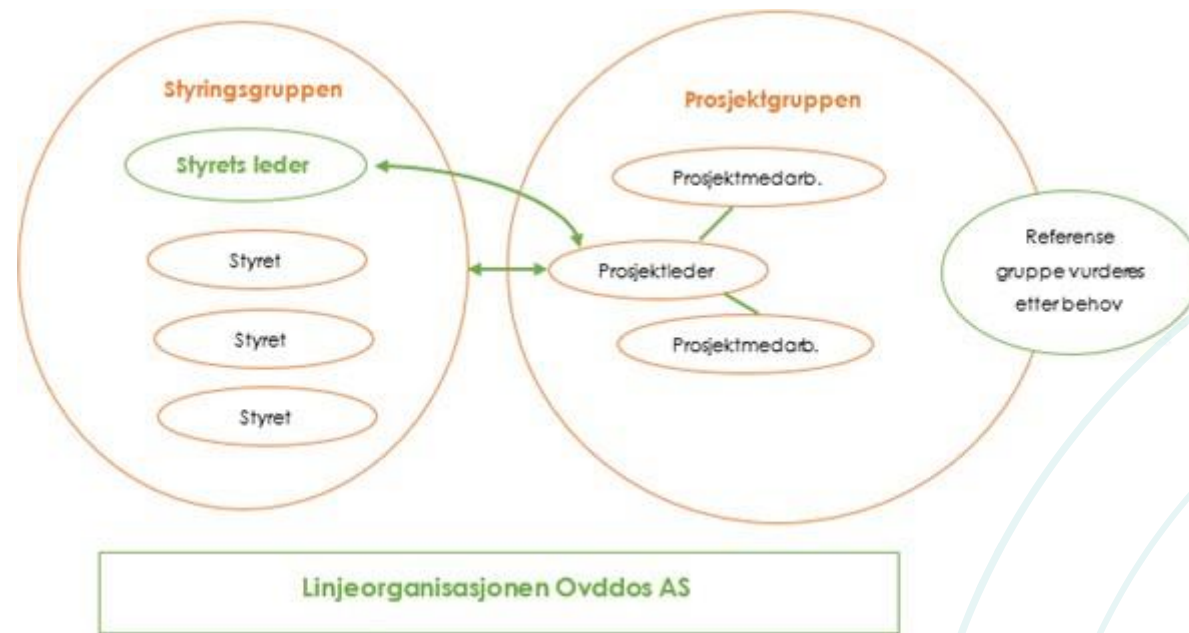 Styringsgruppen
Styrets leder
Styret
Styret
Styret
Prosjektgruppen
Prosjektmedarb.
Prosjektleder
Prosjektmedarb.
Referense
gruppe vurderes
etter behov
Linjeorganisasjonen Ovddos AS